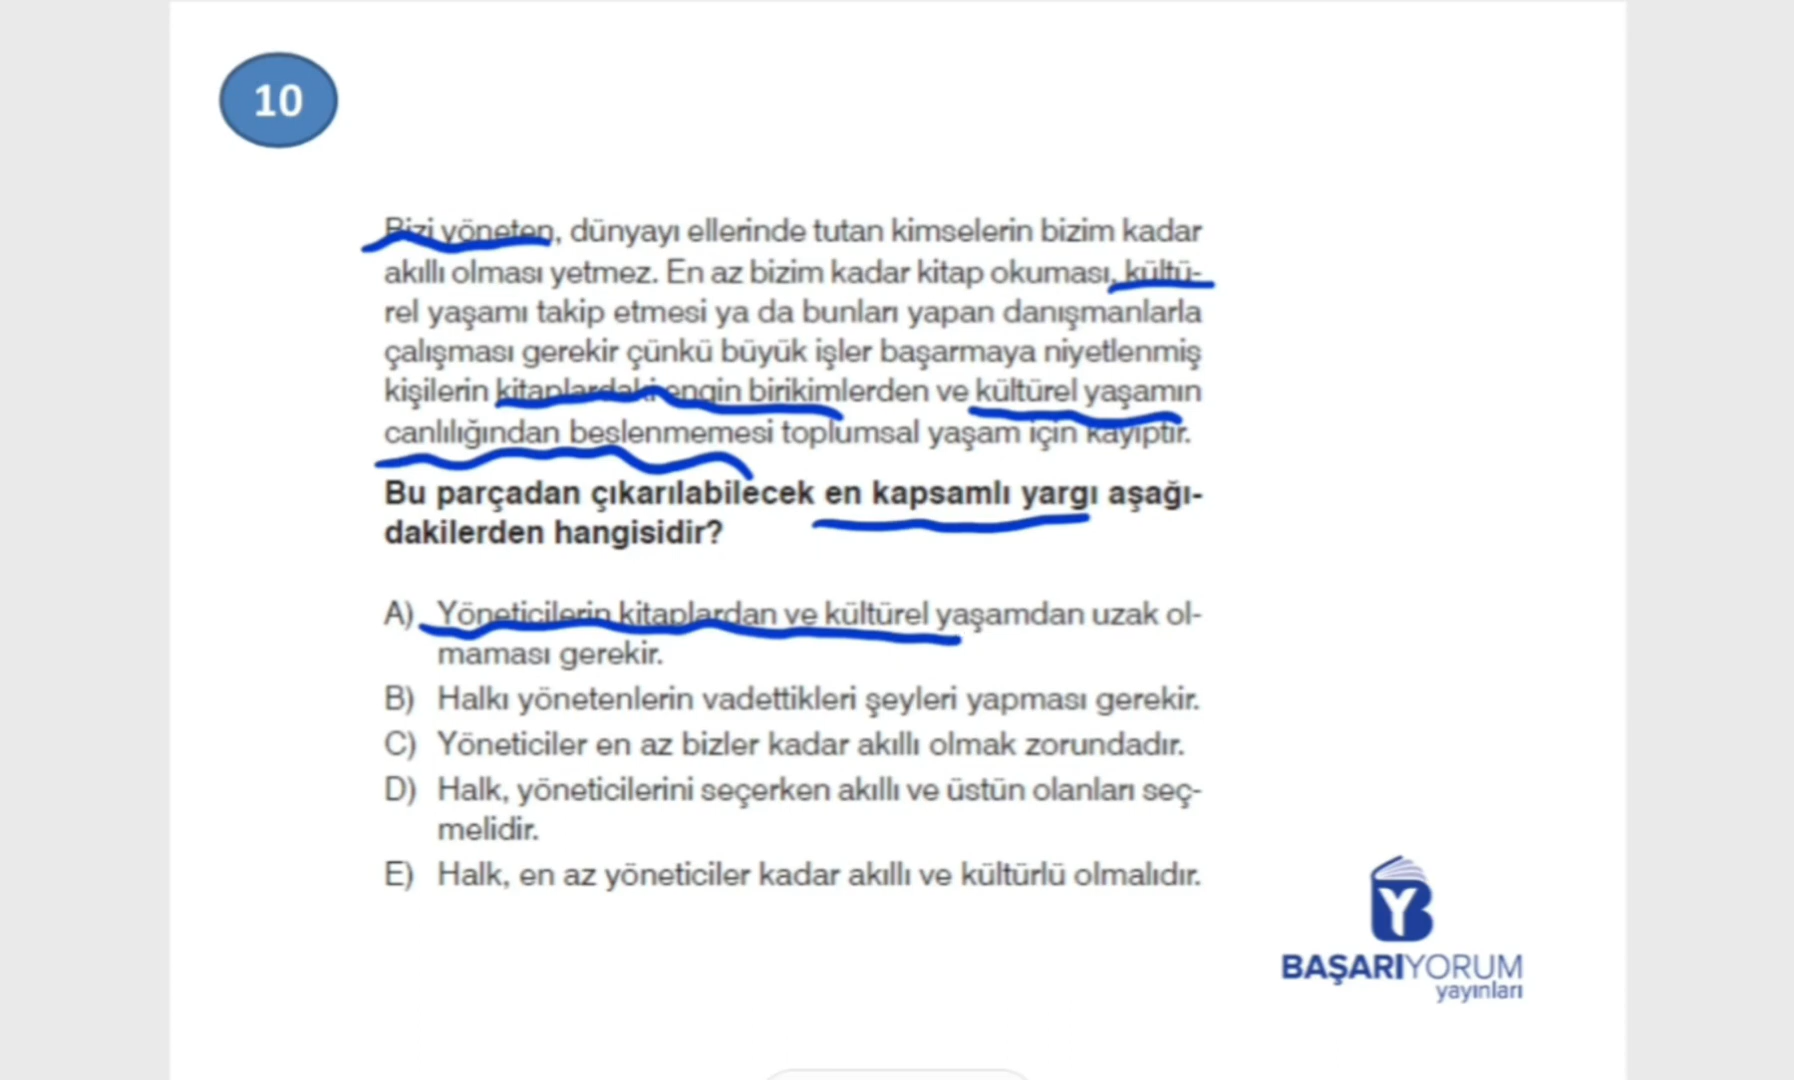 10
Bizi yöneten, dünyayı ellerinde tutan kimselerin bizim kadar
akıllı olması yetmez. En az bizim kadar kitap okuması, kültü-
rel yaşamı takip etmesi ya da bunları yapan danışmanlarla
çalışması gerekir çünkü büyük işler başarmaya niyetlenmiş
kişilerin kitaplardaki engin birikimlerden ve kültürel yaşamın
canlılığından beslenmemesi toplumsal yaşam için kayıptır.
Bu parçadan çıkarılabilecek en kapsamlı yargı aşağı-
dakilerden hangisidir?
A) Yöneticilerin kitaplardan ve kültürel yaşamdan uzak ol-
maması gerekir.
B) Halkı yönetenlerin vadettikleri şeyleri yapması gerekir.
C) Yöneticiler en az bizler kadar akıllı olmak zorundadır.
D) Halk, yöneticilerini seçerken akıllı ve üstün olanları seç-
melidir.
E) Halk, en az yöneticiler kadar akıllı ve kültürlü olmalıdır.
BY
BAŞARIYORUM
yayınları